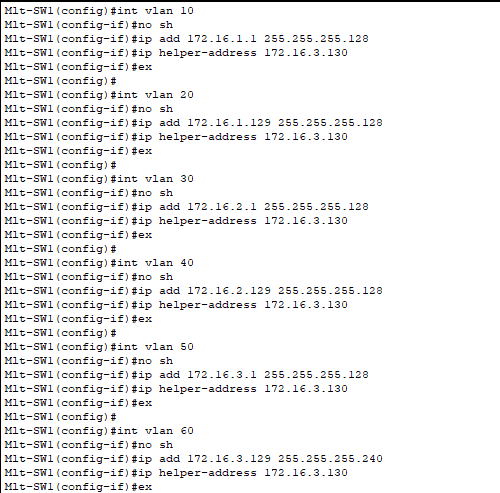 Mlt-SW1(config)#int vlan 10
Mlt-SW1(config-if)#no sh
Mlt-SW1(config-if)#ip add 172.16.1.1 255.255.255.128
Mlt-SW1(config-if)#ip helper-address 172.16.3.130
Mlt-SW1(config-if)#ex
Mlt-SW1(config)#
Mlt-SW1(config)#int vlan 20
Mlt-SW1(config-if)#no sh
Mlt-SW1(config-if)#ip add 172.16.1.129 255.255.255.128
Mlt-SW1(config-if)#ip helper-address 172.16.3.130
Mlt-SW1(config-if)#ex
Mlt-SW1(config)#
Mlt-SW1(config)#int vlan 30
Mlt-SW1(config-if)#no sh
Mlt-SW1(config-if)#ip add 172.16.2.1 255.255.255.128
Mlt-SW1(config-if)#ip helper-address 172.16.3.130
Mlt-SW1(config-if)#ex
Mlt-SW1(config)#
Mlt-SW1(config)#int vlan 40
Mlt-SW1(config-if)#no sh
Mlt-SW1(config-if)#ip add 172.16.2.129 255.255.255.128
Mlt-SW1(config-if)#ip helper-address 172.16.3.130
Mlt-SW1(config-if)#ex
Mlt-SW1(config)#
Mlt-SW1(config)#int vlan 50
Mlt-SW1(config-if)#no sh
Mlt-SW1(config-if)#ip add 172.16.3.1 255.255.255.128
Mlt-SW1(config-if)#ip helper-address 172.16.3.130
Mlt-SW1(config-if)#ex
Mlt-SW1(config)#
Mlt-SW1(config)#int vlan 60
Mlt-SW1(config-if)#no sh
Mlt-SW1(config-if)#ip add 172.16.3.129 255.255.255.240
Mlt-SW1(config-if)#ip helper-address 172.16.3.130
Mlt-SW1(config-if)#ex